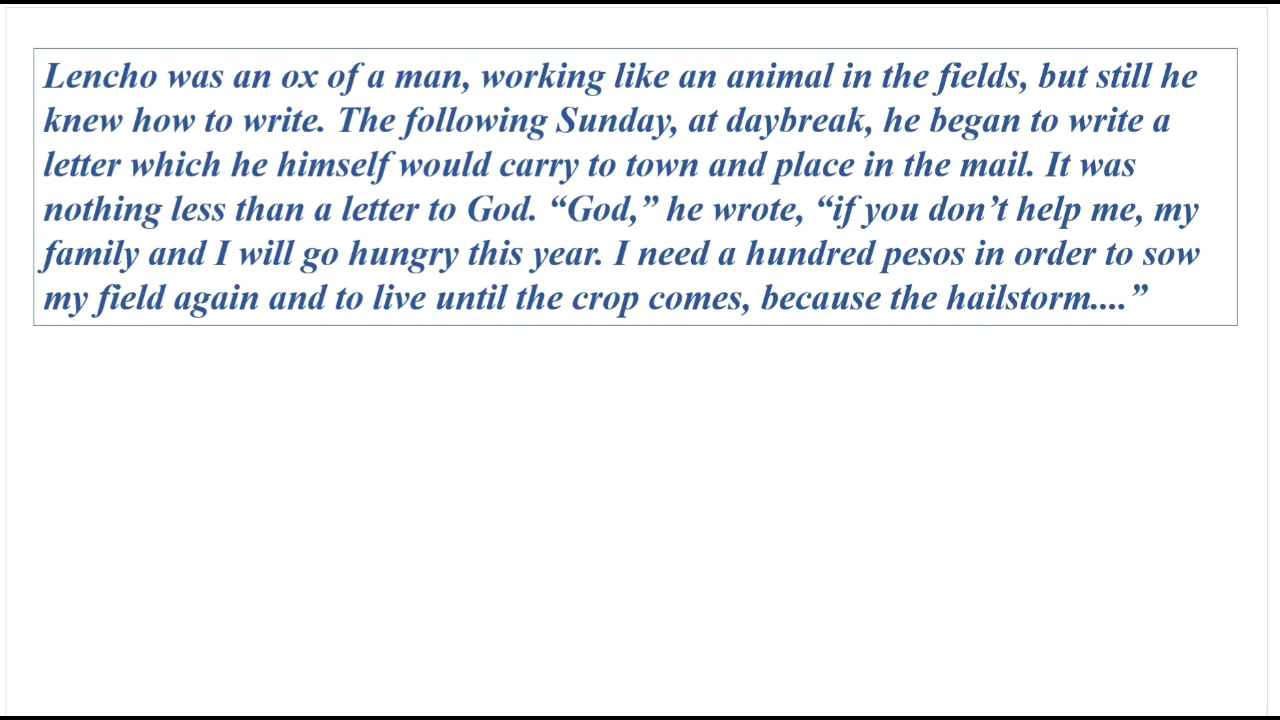 Lencho was an ox of a man, working like an animal in the fields, but still he
knew how to write. The following Sunday, at daybreak, he began to write a
letter which he himself would carry to town and place in the mail. It was
nothing less than a letter to God. “God,” he wrote, “if you don’t help me, my
family and I will go hungry this year. I need a hundred pesos in order to sow
my field again and to live until the crop comes, because the hailstorm....”